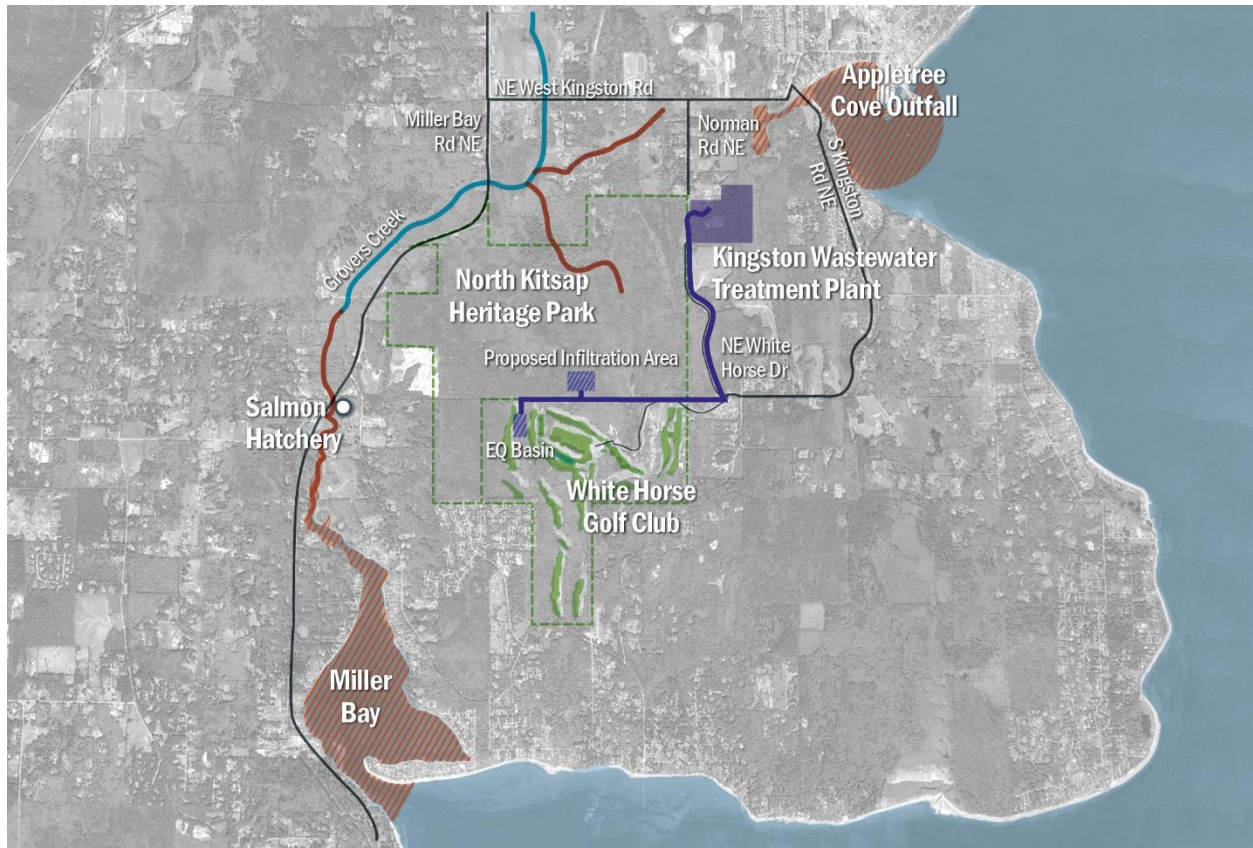 Appletree
Cove Outfall
NE West Kingston Rd
Miller Bay
Rd NE
Norman
Rd NE
S Kingston
Rd NE
Grovers Creek
Kingston Wastewater
Treatment Plant
North Kitsap
Heritage Park
NE White
Horse Dr
Proposed Infiltration Area
Salmon
Hatchery
EQ Basin
White Horse
Golf Club
Miller
Bay